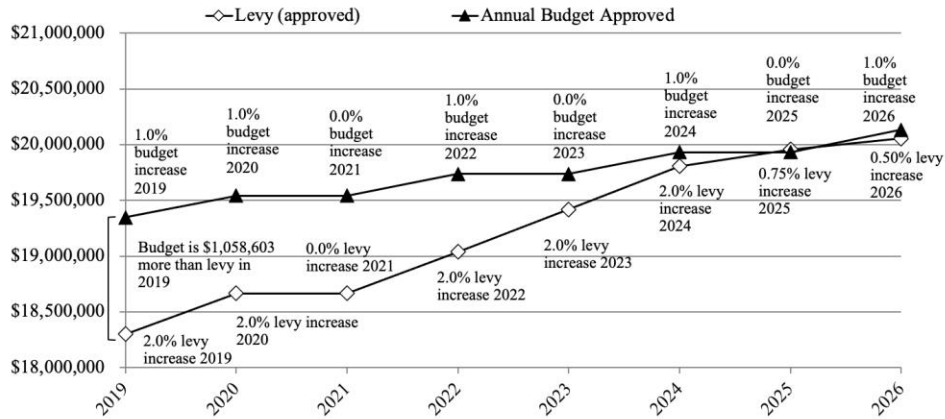 Levy (approved)
Annual Budget Approved
$21,000,000
$20,500,000
$20,000,000
$19,500,000
$19,000,000
$18,500,000
$18,000,000
1.0%
budget
increase
2019
1.0%
budget
increase
2020
0.0%
budget
increase
2021
1.0%
budget
increase
2022
0.0%
budget
increase
2023
1.0%
budget
increase
2024
0.0%
budget
increase
2025
1.0%
budget
increase
2026
Budget is $1,058,603
more than levy in
2019
2.0% levy
increase 2019
2.0% levy increase
2020
0.0% levy
increase 2021
2.0% levy
increase 2022
2.0% levy
increase 2023
2.0% levy
increase
2024
0.75% levy
increase
2025
0.50% levy
increase
2026
2019
2020
2021
2022
2023
2024
2025
2026